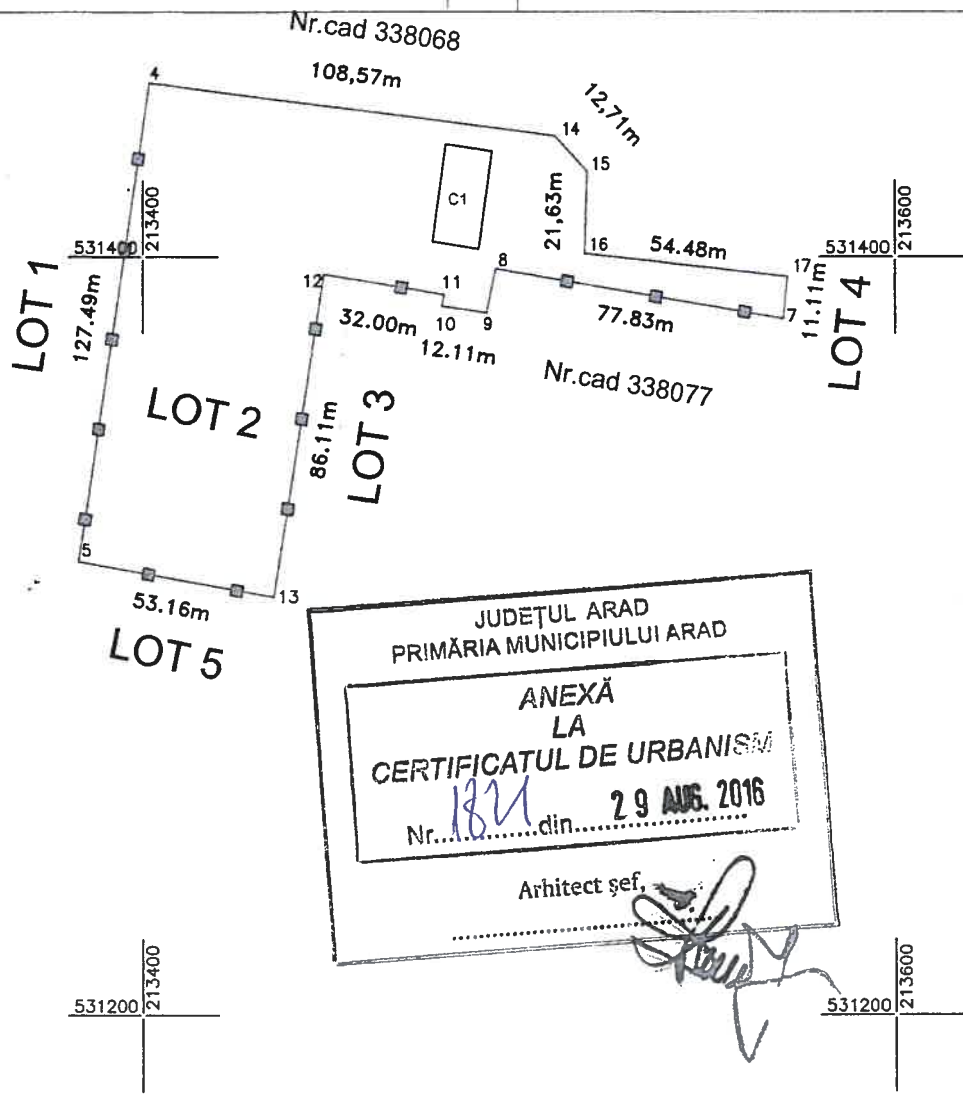 Nr.cad 338068
4
108,57m
12,71m
14
15
213400
531400
21,63m
16
54.48m
213600
531400
17
11.11m
7
LOT 4
LOT 1
127.49m
12
11
8
32.00m
10
9
12.11m
77.83m
Nr.cad 338077
C1
LOT 2
86.11m
LOT 3
5
53.16m
13
LOT 5
JUDEȚUL ARAD
PRIMĂRIA MUNICIPIULUI ARAD
ANEXĂ
LA
CERTIFICATUL DE URBANISM
Nr. 1821 din 29 AUG. 2016
Arhitect șef,
531200
213400
531200
213600